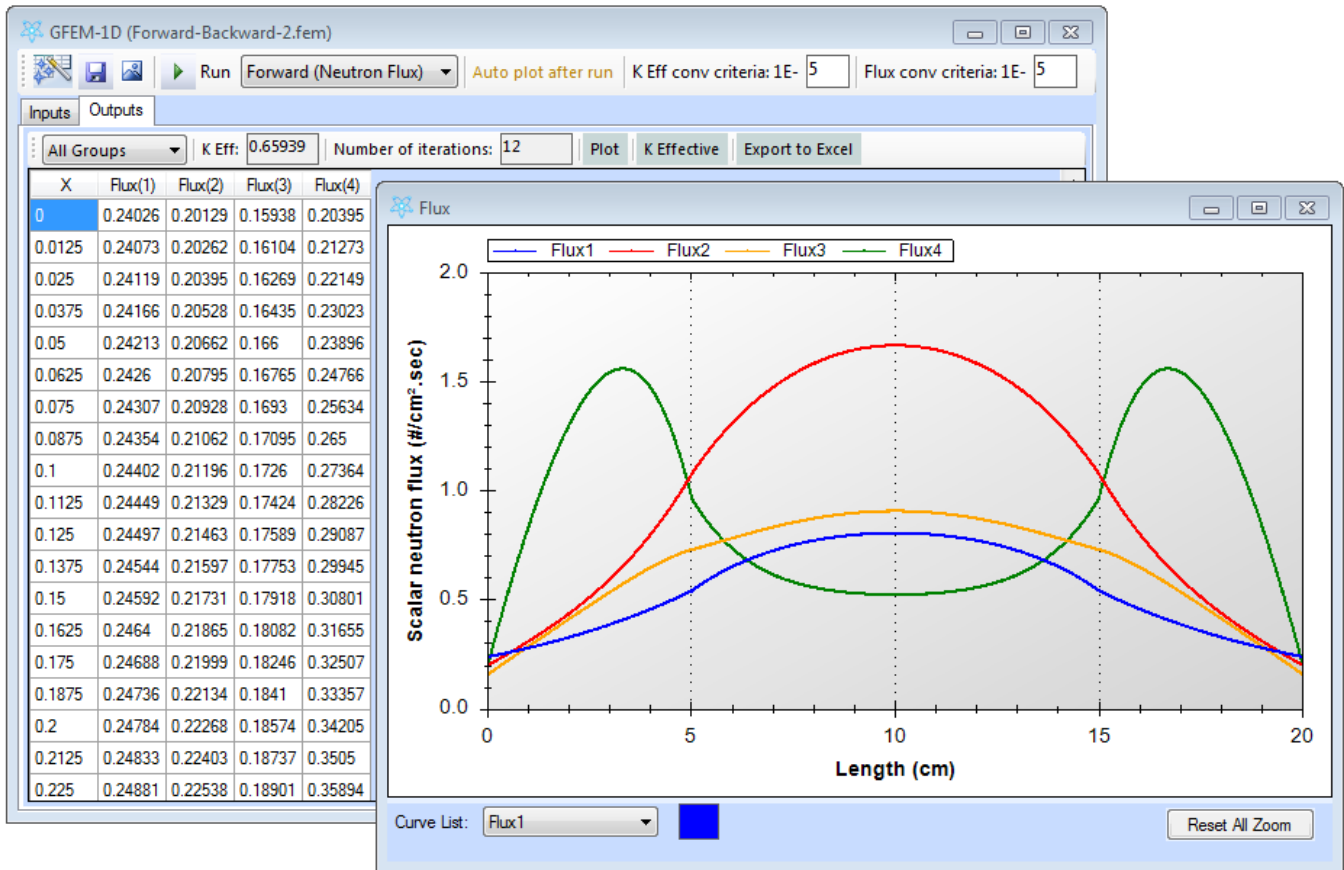 GFEM-1D (Forward-Backward-2.fem)
Run Forward (Neutron Flux) Auto plot after run K Eff conv criteria: 1E- 5 Flux conv criteria: 1E- 5
Inputs Outputs
All Groups K Eff: 0.65939 Number of iterations: 12 Plot K Effective Export to Excel
X Flux(1) Flux(2) Flux(3) Flux(4)
0 0.24026 0.20129 0.15938 0.20395
0.0125 0.24073 0.20262 0.16104 0.21273
0.025 0.24119 0.20395 0.16269 0.22149
0.0375 0.24166 0.20528 0.16435 0.23023
0.05 0.24213 0.20662 0.166 0.23896
0.0625 0.2426 0.20795 0.16765 0.24766
0.075 0.24307 0.20928 0.1693 0.25634
0.0875 0.24354 0.21062 0.17095 0.265
0.1 0.24402 0.21196 0.1726 0.27364
0.1125 0.24449 0.21329 0.17424 0.28226
0.125 0.24497 0.21463 0.17589 0.29087
0.1375 0.24544 0.21597 0.17753 0.29945
0.15 0.24592 0.21731 0.17918 0.30801
0.1625 0.2464 0.21865 0.18082 0.31655
0.175 0.24688 0.21999 0.18246 0.32507
0.1875 0.24736 0.22134 0.1841 0.33357
0.2 0.24784 0.22268 0.18574 0.34205
0.2125 0.24833 0.22403 0.18737 0.3505
0.225 0.24881 0.22538 0.18901 0.35894
Flux
Flux1 Flux2 Flux3 Flux4
Scalar neutron flux (#/cm².sec)
2.0
1.5
1.0
0.5
0.0
0 5 10 15 20
Length (cm)
Curve List: Flux1 Reset All Zoom